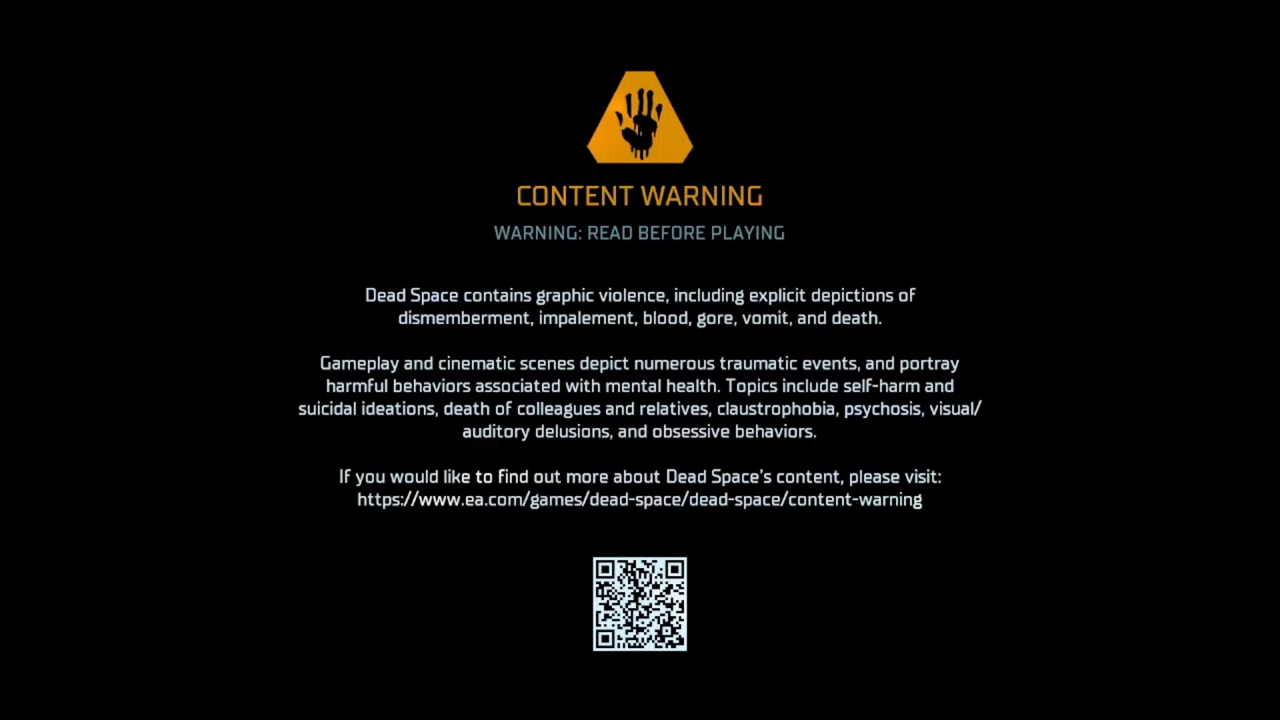 CONTENT WARNING
WARNING: READ BEFORE PLAYING
Dead Space contains graphic violence, including explicit depictions of
dismemberment, impalement, blood, gore, vomit, and death.
Gameplay and cinematic scenes depict numerous traumatic events, and portray
harmful behaviors associated with mental health. Topics include self-harm and
suicidal ideations, death of colleagues and relatives, claustrophobia, psychosis, visual/
auditory delusions, and obsessive behaviors.
If you would like to find out more about Dead Space's content, please visit:
https://www.ea.com/games/dead-space/dead-space/content-warning